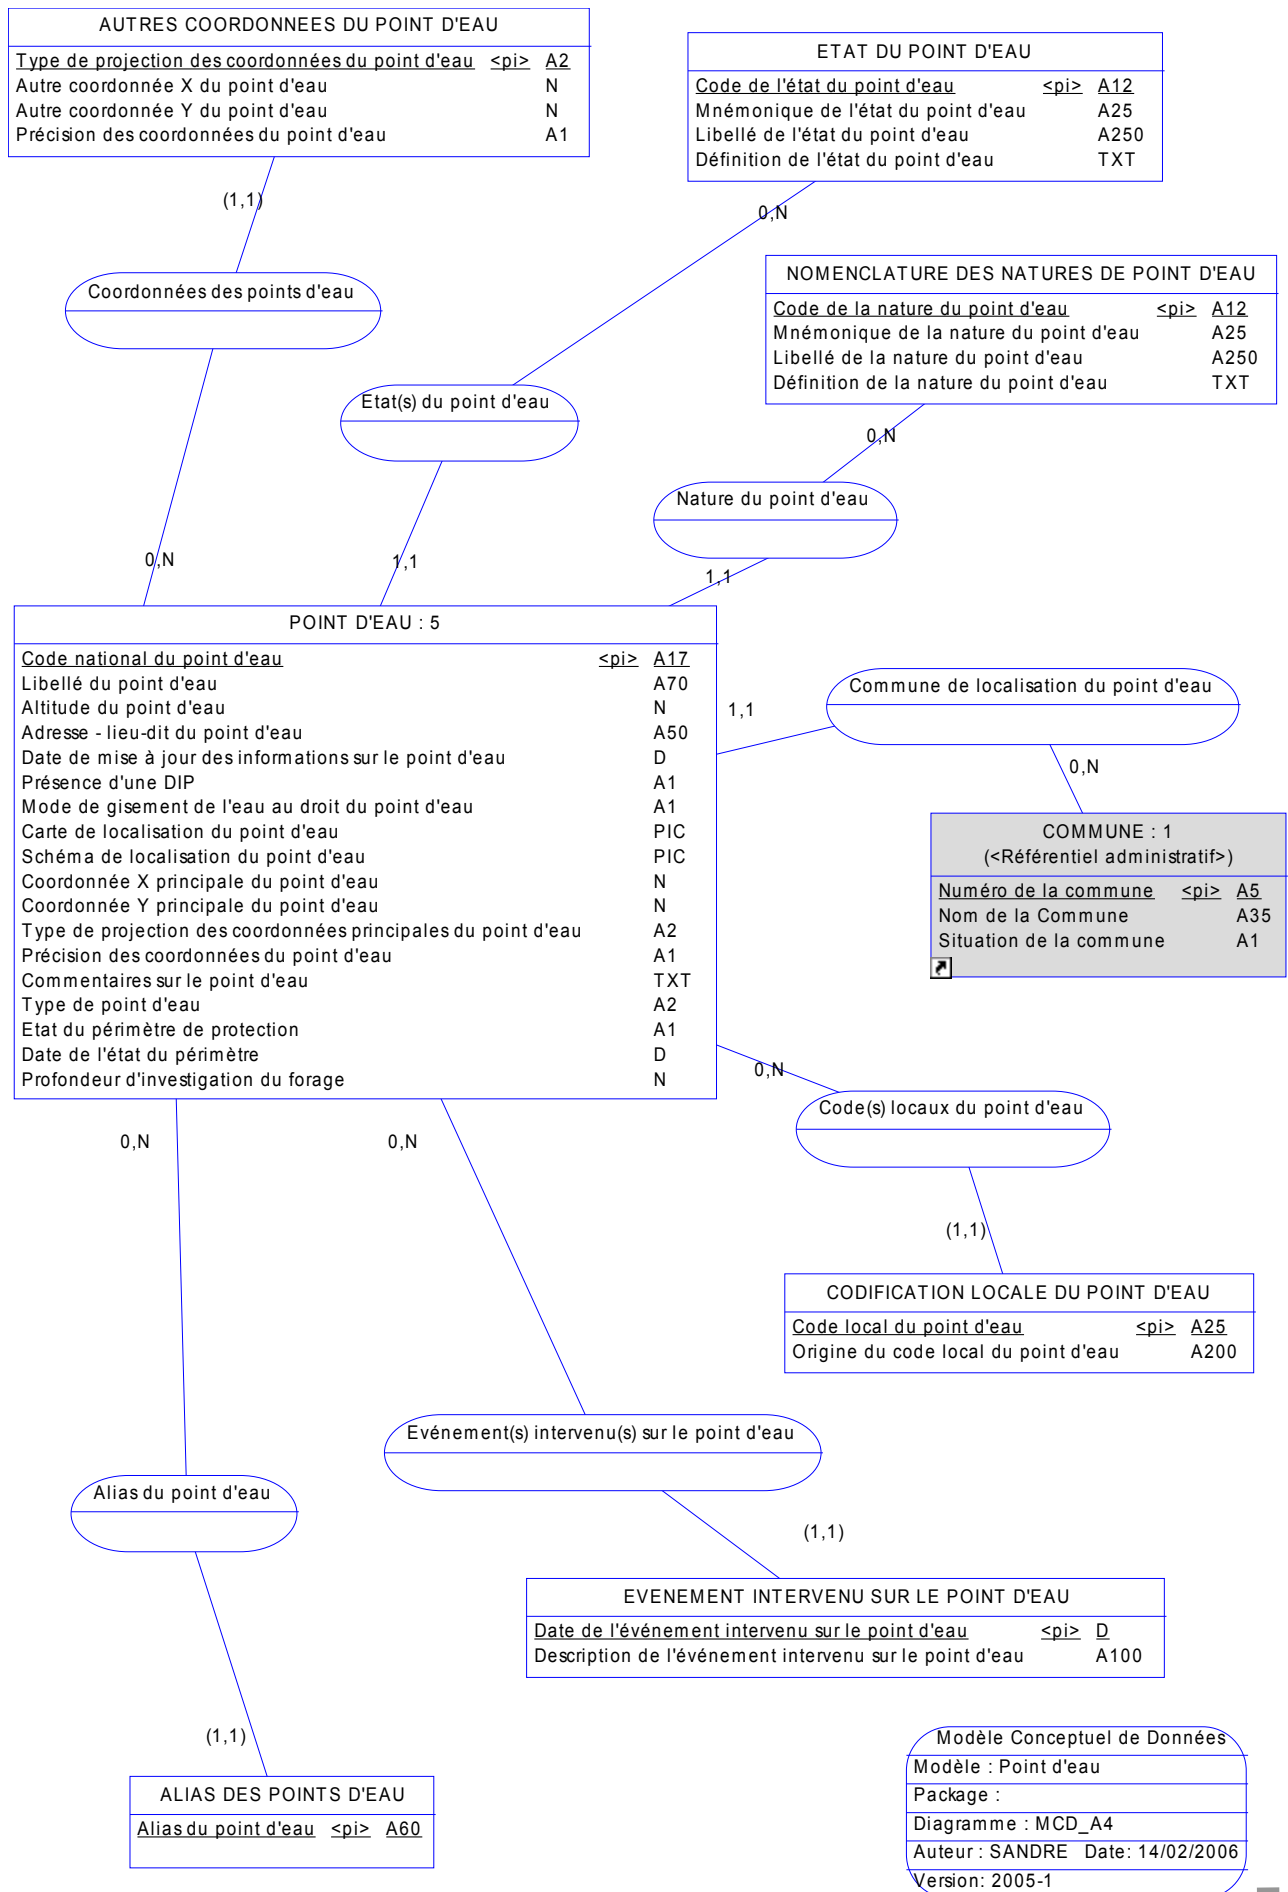 AUTRES COORDONNEES DU POINT D'EAU
Type de projection des coordonnées du point d'eau <pi> A2
Autre coordonnée X du point d'eau N
Autre coordonnée Y du point d'eau N
Précision des coordonnées du point d'eau A1
ETAT DU POINT D'EAU
Code de l'état du point d'eau <pi> A12
Mnémonique de l'état du point d'eau A25
Libellé de l'état du point d'eau A250
Définition de l'état du point d'eau TXT
(1,1)
0,N
NOMENCLATURE DES NATURES DE POINT D'EAU
Code de la nature du point d'eau <pi> A12
Mnémonique de la nature du point d'eau A25
Libellé de la nature du point d'eau A250
Définition de la nature du point d'eau TXT
Coordonnées des points d'eau
Etat(s) du point d'eau
0,N
Nature du point d'eau
0,N
1,1
1,1
POINT D'EAU : 5
Code national du point d'eau <pi> A17
Libellé du point d'eau A70
Altitude du point d'eau N
Adresse - lieu-dit du point d'eau A50
Date de mise à jour des informations sur le point d'eau D
Présence d'une DIP A1
Mode de gisement de l'eau au droit du point d'eau A1
Carte de localisation du point d'eau PIC
Schéma de localisation du point d'eau PIC
Coordonnée X principale du point d'eau N
Coordonnée Y principale du point d'eau N
Type de projection des coordonnées principales du point d'eau A2
Précision des coordonnées du point d'eau A1
Commentaires sur le point d'eau TXT
Type de point d'eau A2
Etat du périmètre de protection A1
Date de l'état du périmètre D
Profondeur d'investigation du forage N
Commune de localisation du point d'eau
1,1
0,N
COMMUNE : 1
(<Référentiel administratif>)
Numéro de la commune <pi> A5
Nom de la Commune A35
Situation de la commune A1
0,N
Code(s) locaux du point d'eau
0,N
0,N
(1,1)
CODIFICATION LOCALE DU POINT D'EAU
Code local du point d'eau <pi> A25
Origine du code local du point d'eau A200
Evénement(s) intervenu(s) sur le point d'eau
Alias du point d'eau
(1,1)
EVENEMENT INTERVENU SUR LE POINT D'EAU
Date de l'événement intervenu sur le point d'eau <pi> D
Description de l'événement intervenu sur le point d'eau A100
(1,1)
ALIAS DES POINTS D'EAU
Alias du point d'eau <pi> A60
Modèle Conceptuel de Données
Modèle : Point d'eau
Package :
Diagramme : MCD_A4
Auteur : SANDRE Date: 14/02/2006
Version: 2005-1